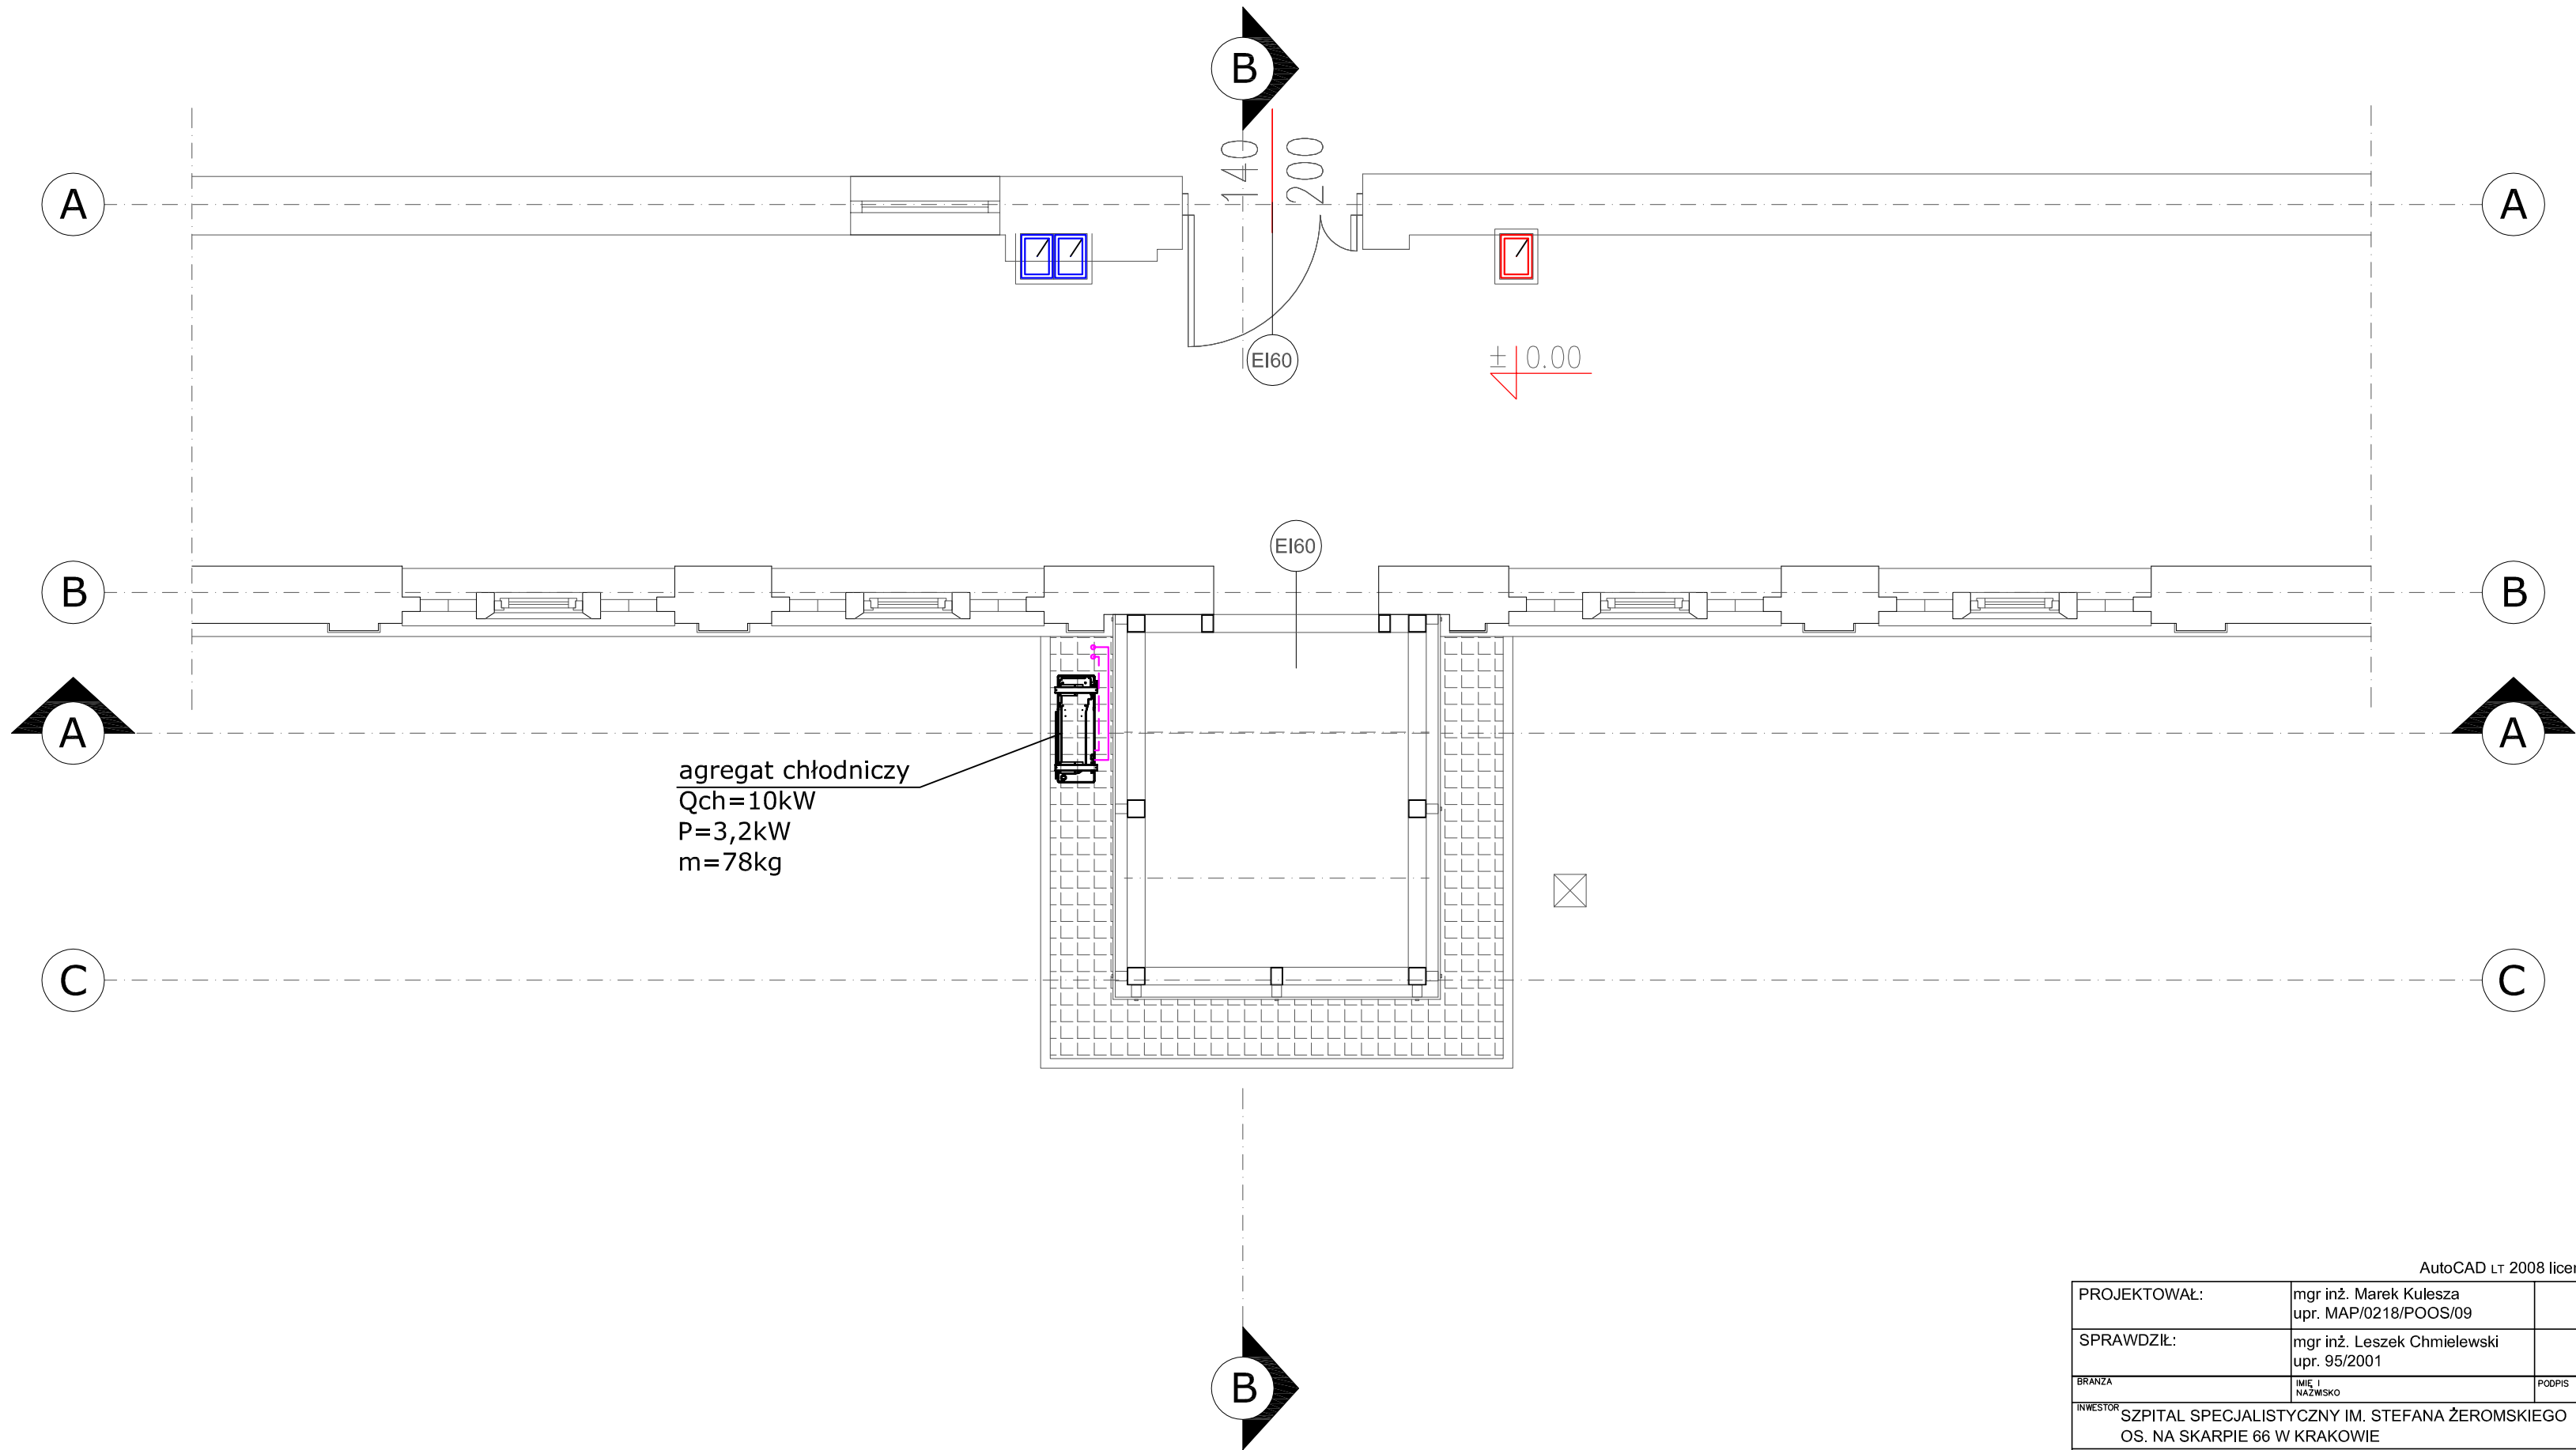 B
140
200
A
A
EI60
± 0.00
EI60
B
B
A
A
agregat chłodniczy
Qch=10kW
P=3,2kW
m=78kg
C
C
B
AutoCAD LT 2008
PROJEKTOWAŁ:
mgr inż. Marek Kulesza
upr. MAP/0218/POOS/09
SPRAWDZIŁ:
mgr inż. Leszek Chmielewski
upr. 95/2001
BRANZA
IMIĘ I
NAZWISKO
PODPIS
INWESTOR
SZPITAL SPECJALISTYCZNY IM. STEFANA ŻEROMSKIEGO
OS. NA SKARPIE 66 W KRAKOWIE